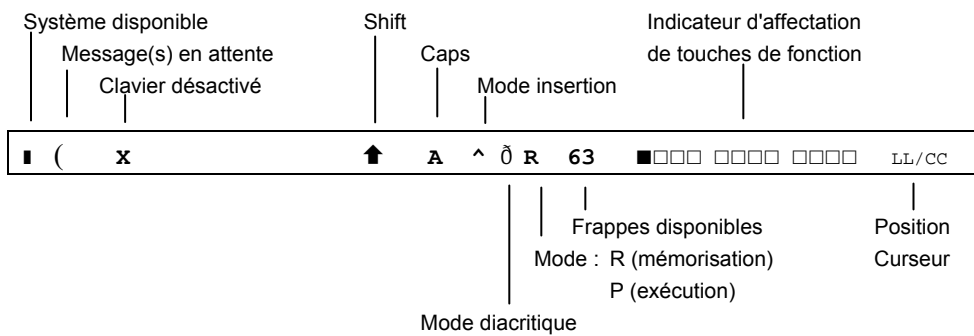 Système disponible Shift Indicateur d'affectation
Message(s) en attente Caps de touches de fonction
Clavier désactivé Mode insertion
▮ ( X ⬆ A ^ ð R 63 ■□□□ □□□□ □□□□ LL/CC
Frappes disponibles Position
Mode : R (mémorisation) Curseur
P (exécution)
Mode diacritique